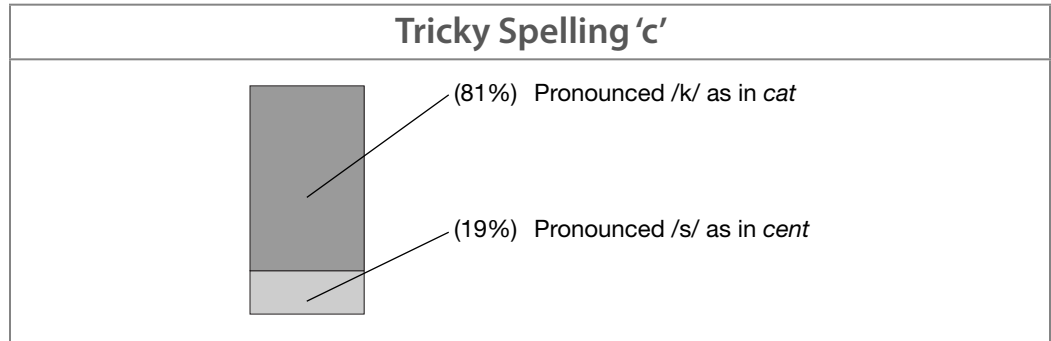 Tricky Spelling ‘c’
(81%) Pronounced /k/ as in cat
(19%) Pronounced /s/ as in cent